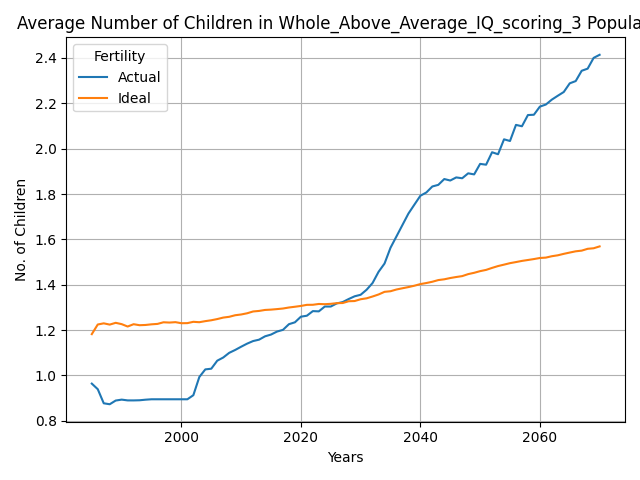 Average Number of Children in Whole_Above_Average_IQ_scoring_3 Popula
Fertility
Actual
Ideal
No. of Children
2.4
2.2
2.0
1.8
1.6
1.4
1.2
1.0
0.8
2000
2020
2040
2060
Years